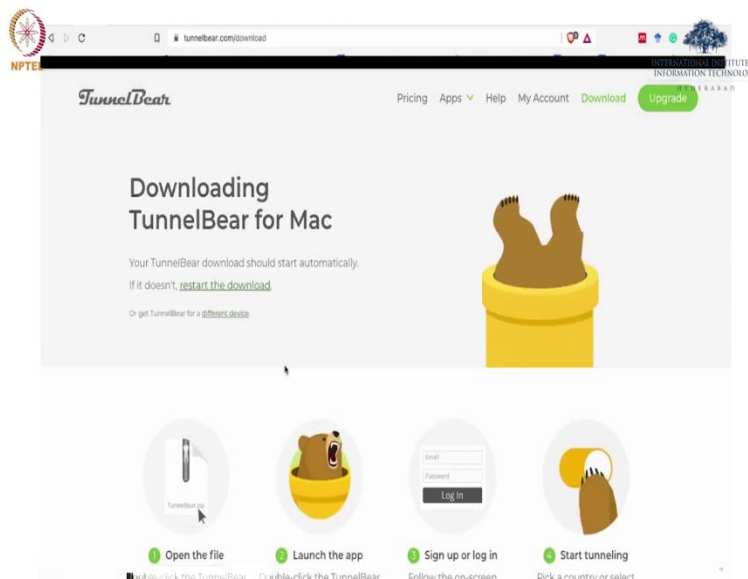 tunnelbear.com/download
NPTEL
INTERNATIONAL INSTITUTE
INFORMATION TECHNOLO
HYDERABAD
TunnelBear
Pricing Apps Help My Account Download Upgrade
Downloading
TunnelBear for Mac
Your TunnelBear download should start automatically.
If it doesn't, restart the download.
Or get TunnelBear for a different device.
TunnelBear.zip
Email
Password
Log In
1 Open the file
2 Launch the app
3 Sign up or log in
4 Start tunneling
Double-click the TunnelBear
Double-click the TunnelBear
Follow the on-screen
Pick a country or select